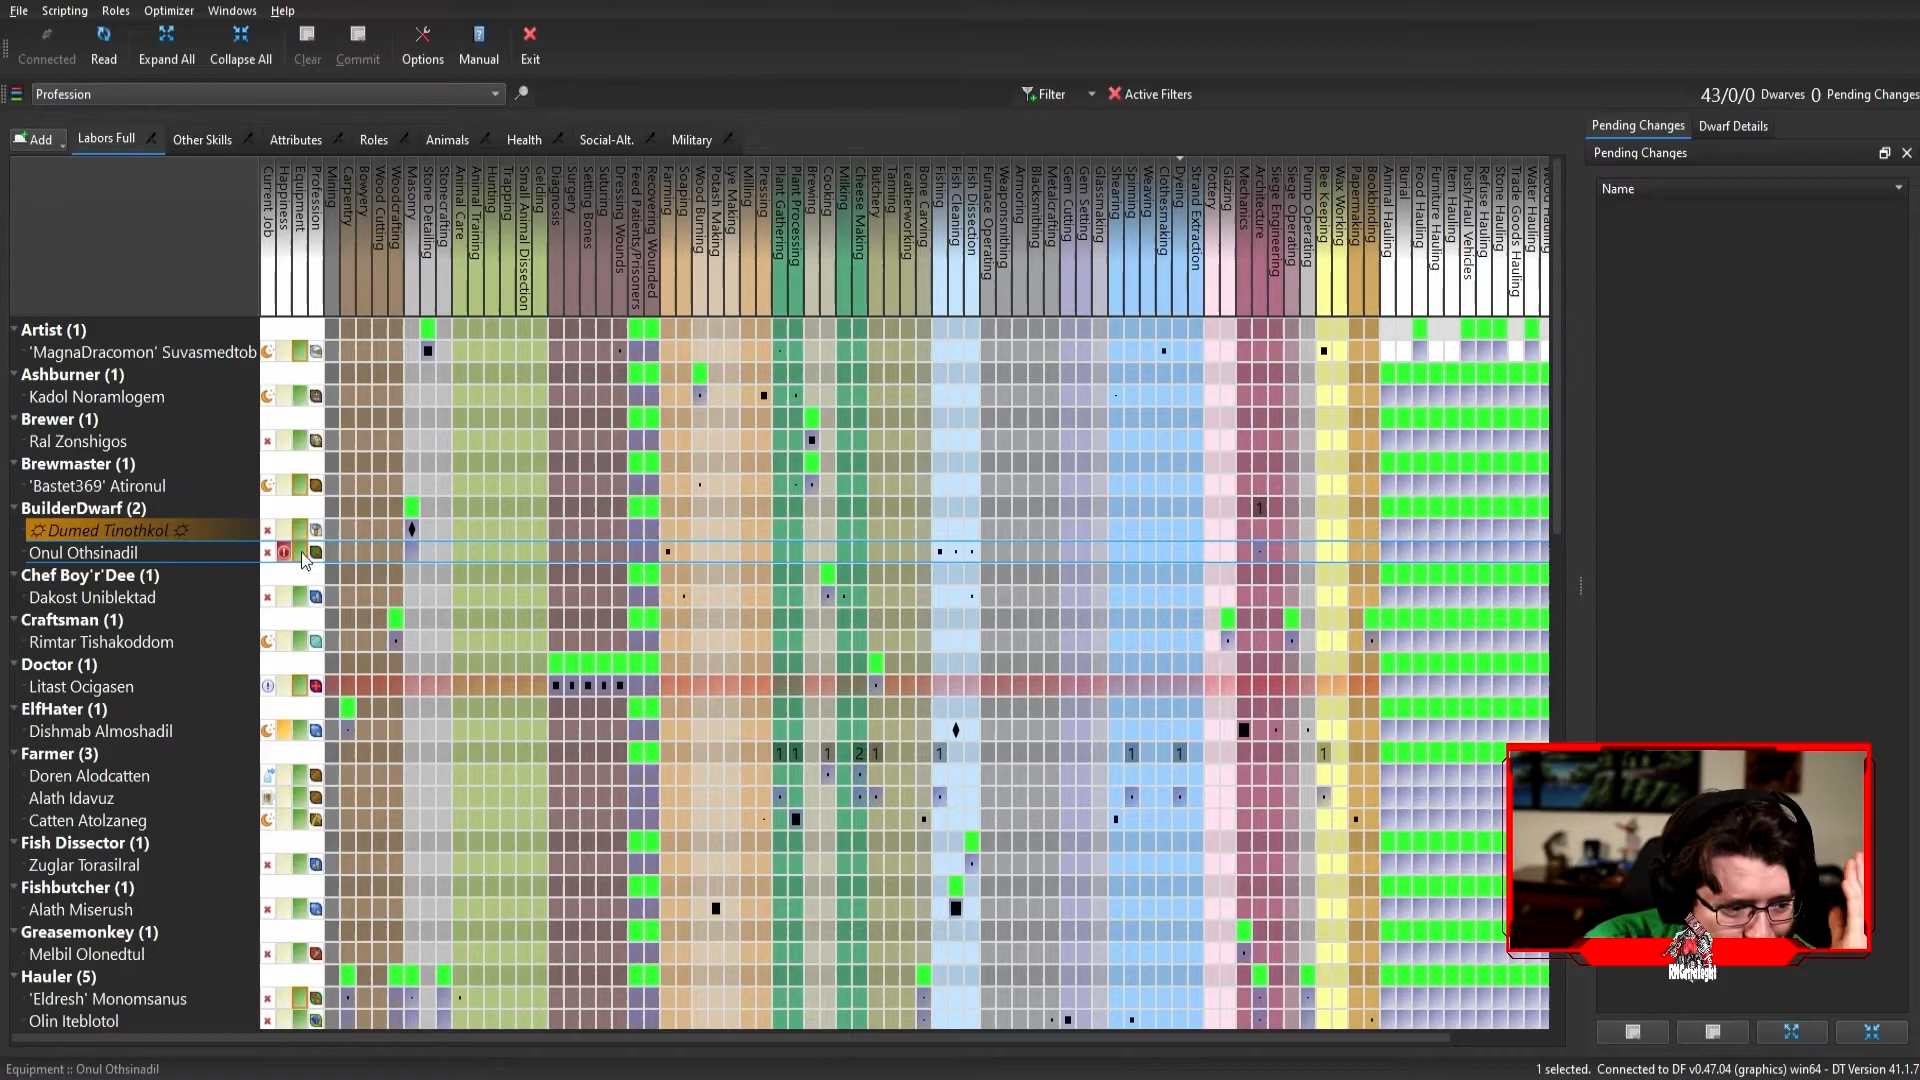 File Scripting Roles Optimizer Windows Help
Connected Read Expand All Collapse All Clear Commit Options Manual Exit
Profession Filter Active Filters 43/0/0 Dwarves 0 Pending Changes
Add Labors Full Other Skills Attributes Roles Animals Health Social-Alt. Military
Pending Changes Dwarf Details
Pending Changes
Name
Current Job
Happiness
Equipment
Profession
Mining
Carpentry
Bowyery
Wood Cutting
Woodcrafting
Masonry
Stone Detailing
Stonecrafting
Animal Care
Animal Training
Hunting
Trapping
Small Animal Dissection
Gelding
Diagnosis
Surgery
Setting Bones
Suturing
Dressing Wounds
Feed Patients/Prisoners
Recovering Wounded
Farming
Soaping
Wood Burning
Potash Making
Lye Making
Milling
Pressing
Plant Gathering
Plant Processing
Brewing
Cooking
Milking
Cheese Making
Butchery
Tanning
Leatherworking
Bone Carving
Fishing
Fish Cleaning
Fish Dissection
Furnace Operating
Weaponsmithing
Armoring
Blacksmithing
Metalcrafting
Gem Cutting
Gem Setting
Glassmaking
Shearing
Spinning
Weaving
Clothesmaking
Dyeing
Strand Extraction
Pottery
Glazing
Mechanics
Architecture
Siege Engineering
Siege Operating
Pump Operating
Bee Keeping
Wax Working
Papermaking
Bookbinding
Animal Hauling
Burial
Food Hauling
Furniture Hauling
Item Hauling
Push/Haul Vehicles
Refuse Hauling
Stone Hauling
Trade Goods Hauling
Water Hauling
Wood Hauling
Artist (1)
'MagnaDracomon' Suvasmedtob
Ashburner (1)
Kadol Noramlogem
Brewer (1)
Ral Zonshigos
Brewmaster (1)
'Bastet369' Atironul
BuilderDwarf (2) 1
☼Dumed Tinothkol ☼
Onul Othsinadil
Chef Boy'r'Dee (1)
Dakost Uniblektad
Craftsman (1)
Rimtar Tishakoddom
Doctor (1)
Litast Ocigasen
ElfHater (1)
Dishmab Almoshadil
Farmer (3) 1 1 1 2 1 1 1 1 1
Doren Alodcatten
Alath Idavuz
Catten Atolzaneg
Fish Dissector (1)
Zuglar Torasilral
Fishbutcher (1)
Alath Miserush
Greasemonkey (1)
Melbil Olonedtul
Hauler (5)
'Eldresh' Monomsanus
Olin Iteblotol
Equipment :: Onul Othsinadil
1 selected. Connected to DF v0.47.04 (graphics) win64 - DT Version 41.1.7